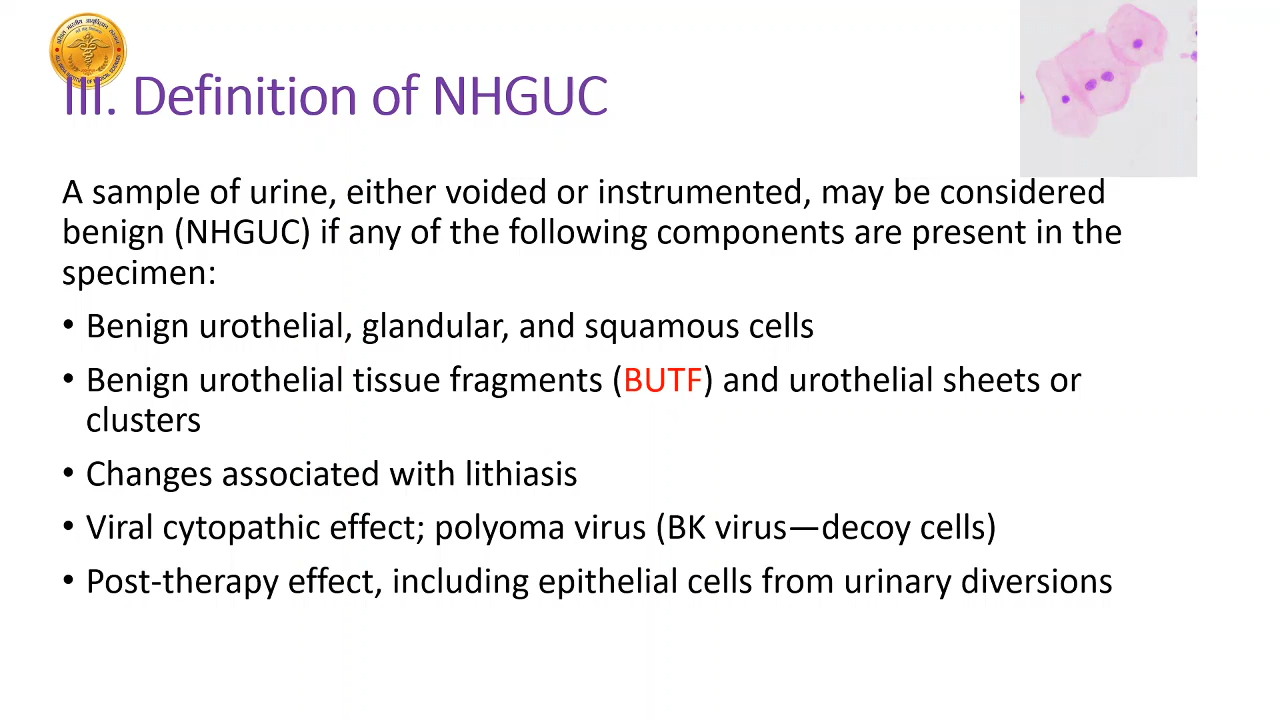 III. Definition of NHGUC
A sample of urine, either voided or instrumented, may be considered
benign (NHGUC) if any of the following components are present in the
specimen:
• Benign urothelial, glandular, and squamous cells
• Benign urothelial tissue fragments (BUTF) and urothelial sheets or
clusters
• Changes associated with lithiasis
• Viral cytopathic effect; polyoma virus (BK virus—decoy cells)
• Post-therapy effect, including epithelial cells from urinary diversions